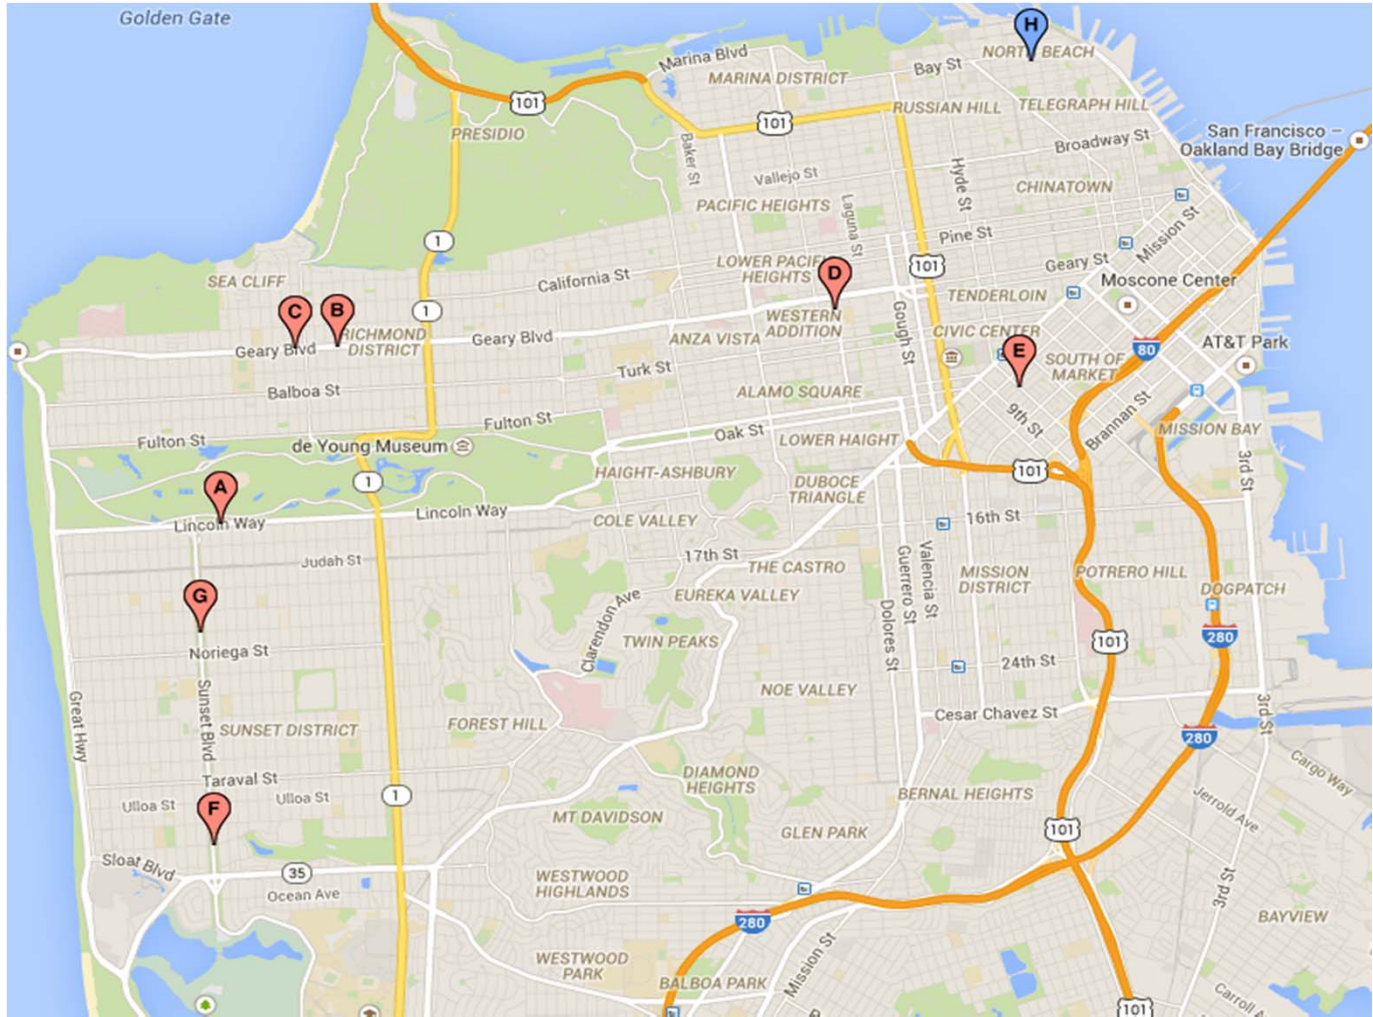 Golden Gate
H
NORTH BEACH
Marina Blvd
Bay St
MARINA DISTRICT
101
RUSSIAN HILL
TELEGRAPH HILL
PRESIDIO
101
San Francisco –
Oakland Bay Bridge
Baker St
Broadway St
Vallejo St
Hyde St
CHINATOWN
PACIFIC HEIGHTS
Laguna St
Mission St
1
Pine St
SEA CLIFF
California St
LOWER PACIFIC
HEIGHTS
D
101
Geary St
Moscone Center
TENDERLOIN
C
B
1
WESTERN
ADDITION
Gough St
CIVIC CENTER
RICHMOND
DISTRICT
Geary Blvd
Geary Blvd
ANZA VISTA
E
SOUTH OF
MARKET
80
AT&T Park
Turk St
Balboa St
ALAMO SQUARE
9th St
Brannan St
Fulton St
Fulton St
Oak St
LOWER HAIGHT
MISSION BAY
de Young Museum
HAIGHT-ASHBURY
101
3rd St
A
1
DUBOCE
TRIANGLE
Lincoln Way
Lincoln Way
COLE VALLEY
16th St
Judah St
17th St
THE CASTRO
Guerrero St
Valencia St
MISSION
DISTRICT
POTRERO HILL
DOGPATCH
G
Clarendon Ave
EUREKA VALLEY
Dolores St
TWIN PEAKS
101
280
Noriega St
24th St
NOE VALLEY
Great Hwy
Sunset Blvd
SUNSET DISTRICT
FOREST HILL
Cesar Chavez St
3rd St
280
Taraval St
DIAMOND
HEIGHTS
Cargo Way
Ulloa St
Ulloa St
F
1
BERNAL HEIGHTS
Jerrold Ave
MT DAVIDSON
GLEN PARK
101
Sloat Blvd
35
Ocean Ave
WESTWOOD
HIGHLANDS
3rd St
280
BAYVIEW
WESTWOOD
PARK
Mission St
BALBOA PARK
101